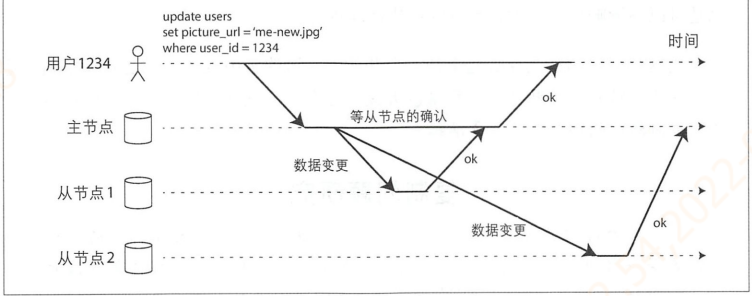 update users
set picture_url = ‘me-new.jpg’
where user_id = 1234
时间
用户1234
ok
等从节点的确认
主节点
数据变更
ok
从节点1
数据变更
ok
从节点2